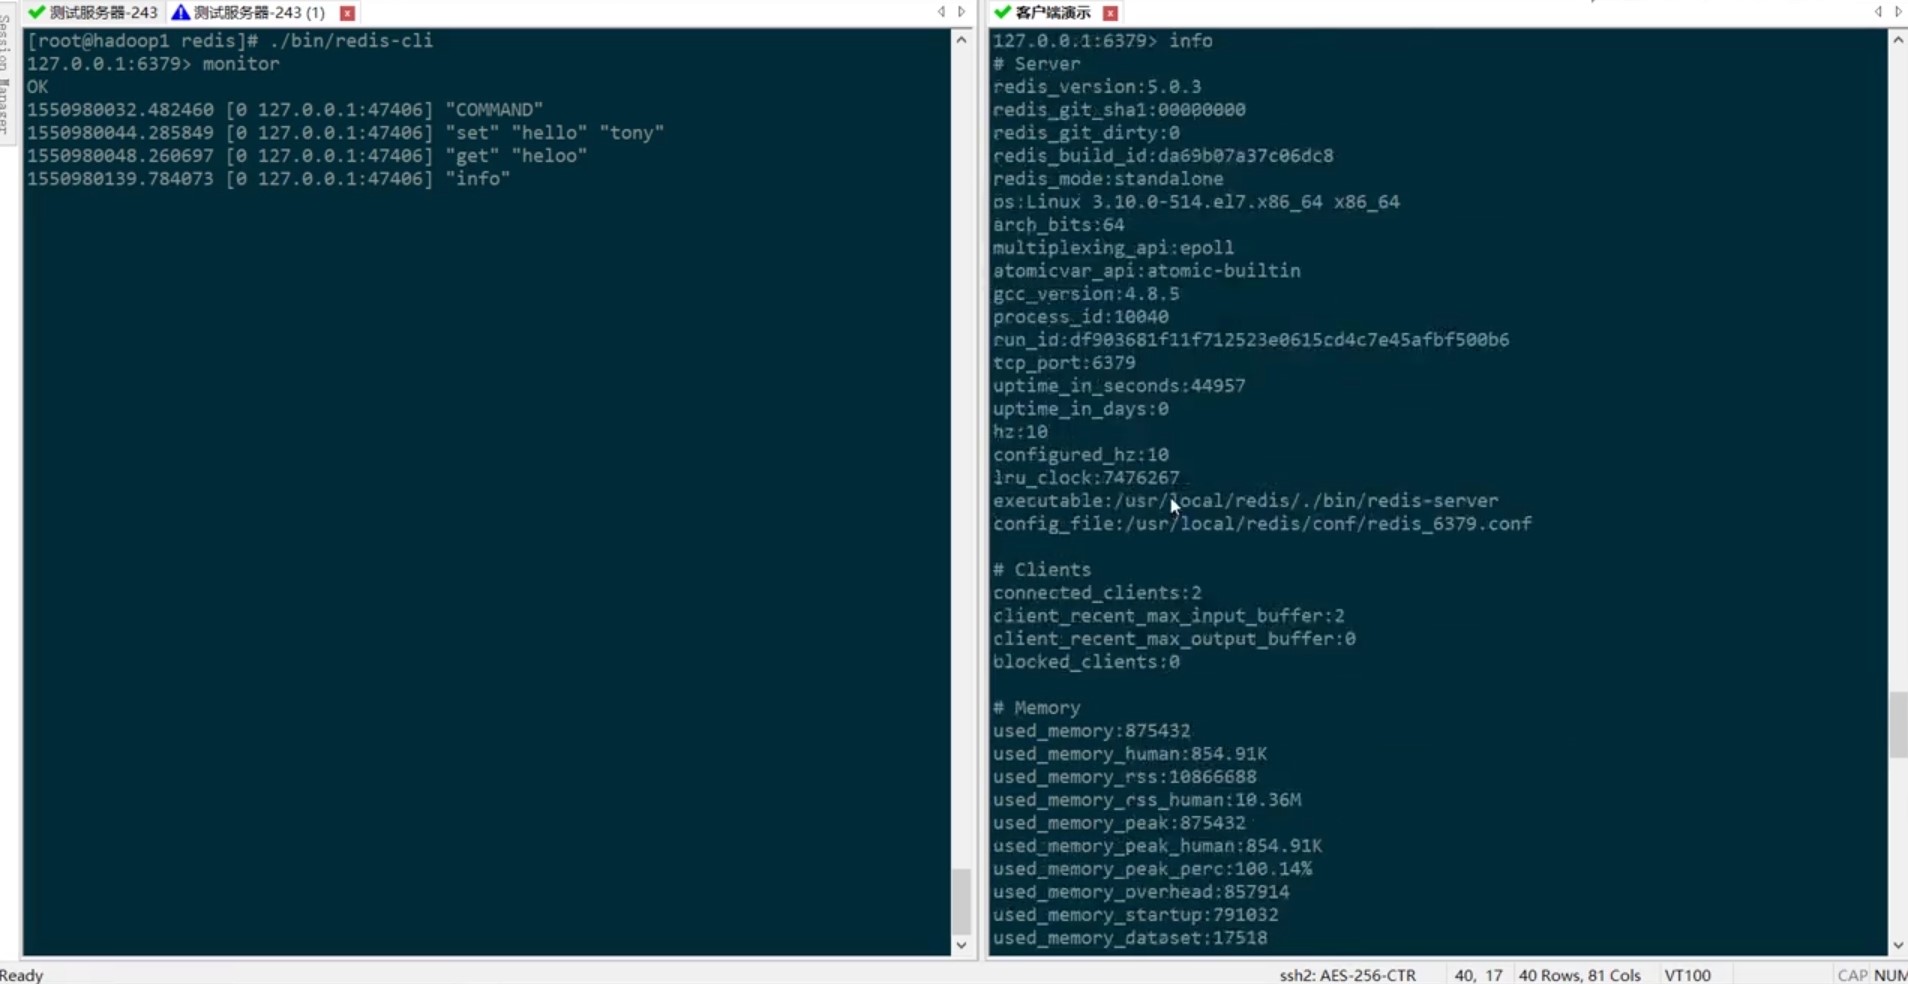 测试服务器-243
测试服务器-243 (1)
Session Manager
[root@hadoop1 redis]# ./bin/redis-cli
127.0.0.1:6379> monitor
OK
1550980032.482460 [0 127.0.0.1:47406] "COMMAND"
1550980044.285849 [0 127.0.0.1:47406] "set" "hello" "tony"
1550980048.260697 [0 127.0.0.1:47406] "get" "heloo"
1550980139.784073 [0 127.0.0.1:47406] "info"
客户端演示
127.0.0.1:6379> info
# Server
redis_version:5.0.3
redis_git_sha1:00000000
redis_git_dirty:0
redis_build_id:da69b07a37c06dc8
redis_mode:standalone
os:Linux 3.10.0-514.el7.x86_64 x86_64
arch_bits:64
multiplexing_api:epoll
atomicvar_api:atomic-builtin
gcc_version:4.8.5
process_id:10040
run_id:df903681f11f712523e0615cd4c7e45afbf500b6
tcp_port:6379
uptime_in_seconds:44957
uptime_in_days:0
hz:10
configured_hz:10
lru_clock:7476267
executable:/usr/local/redis/./bin/redis-server
config_file:/usr/local/redis/conf/redis_6379.conf
# Clients
connected_clients:2
client_recent_max_input_buffer:2
client_recent_max_output_buffer:0
blocked_clients:0
# Memory
used_memory:875432
used_memory_human:854.91K
used_memory_rss:10866688
used_memory_rss_human:10.36M
used_memory_peak:875432
used_memory_peak_human:854.91K
used_memory_peak_perc:100.14%
used_memory_overhead:857914
used_memory_startup:791032
used_memory_dataset:17518
Ready
ssh2: AES-256-CTR
40, 17
40 Rows, 81 Cols
VT100
CAP
NUM